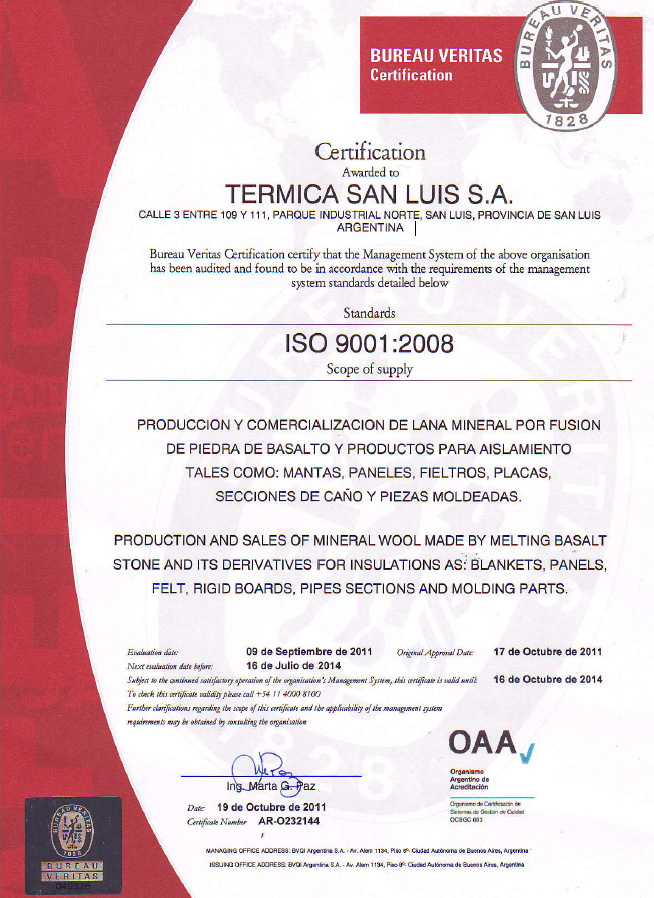 BUREAU VERITAS
Certification
BUREAU VERITAS
1828
Certification
Awarded to
TERMICA SAN LUIS S.A.
CALLE 3 ENTRE 109 Y 111, PARQUE INDUSTRIAL NORTE, SAN LUIS, PROVINCIA DE SAN LUIS
ARGENTINA
Bureau Veritas Certification certify that the Management System of the above organisation
has been audited and found to be in accordance with the requirements of the management
system standards detailed below
Standards
ISO 9001:2008
Scope of supply
PRODUCCION Y COMERCIALIZACION DE LANA MINERAL POR FUSION
DE PIEDRA DE BASALTO Y PRODUCTOS PARA AISLAMIENTO
TALES COMO: MANTAS, PANELES, FIELTROS, PLACAS,
SECCIONES DE CAÑO Y PIEZAS MOLDEADAS.
PRODUCTION AND SALES OF MINERAL WOOL MADE BY MELTING BASALT
STONE AND ITS DERIVATIVES FOR INSULATIONS AS: BLANKETS, PANELS,
FELT, RIGID BOARDS, PIPES SECTIONS AND MOLDING PARTS.
Evaluation date: 09 de Septiembre de 2011 Original Approval Date: 17 de Octubre de 2011
Next evaluation date before: 16 de Julio de 2014
Subject to the continued satisfactory operation of the organisation's Management System, this certificate is valid until: 16 de Octubre de 2014
To check this certificate validity please call +54 11 4000 8100
Further clarifications regarding the scope of this certificate and the applicability of the management system
requirements may be obtained by consulting the organisation
OAA
Organismo
Argentino de
Acreditación
Organismo de Certificación de
Sistemas de Gestión de Calidad
OCSGC 003
Ing. Marta G. Paz
Date: 19 de Octubre de 2011
Certificate Number AR-O232144
MANAGING OFFICE ADDRESS: BVQI Argentina S.A. - Av. Alem 1134, Piso 6º- Ciudad Autónoma de Buenos Aires, Argentina
ISSUING OFFICE ADDRESS: BVQI Argentina S.A. - Av. Alem 1134, Piso 6º- Ciudad Autónoma de Buenos Aires, Argentina
BUREAU VERITAS
1828
BUREAU
VERITAS